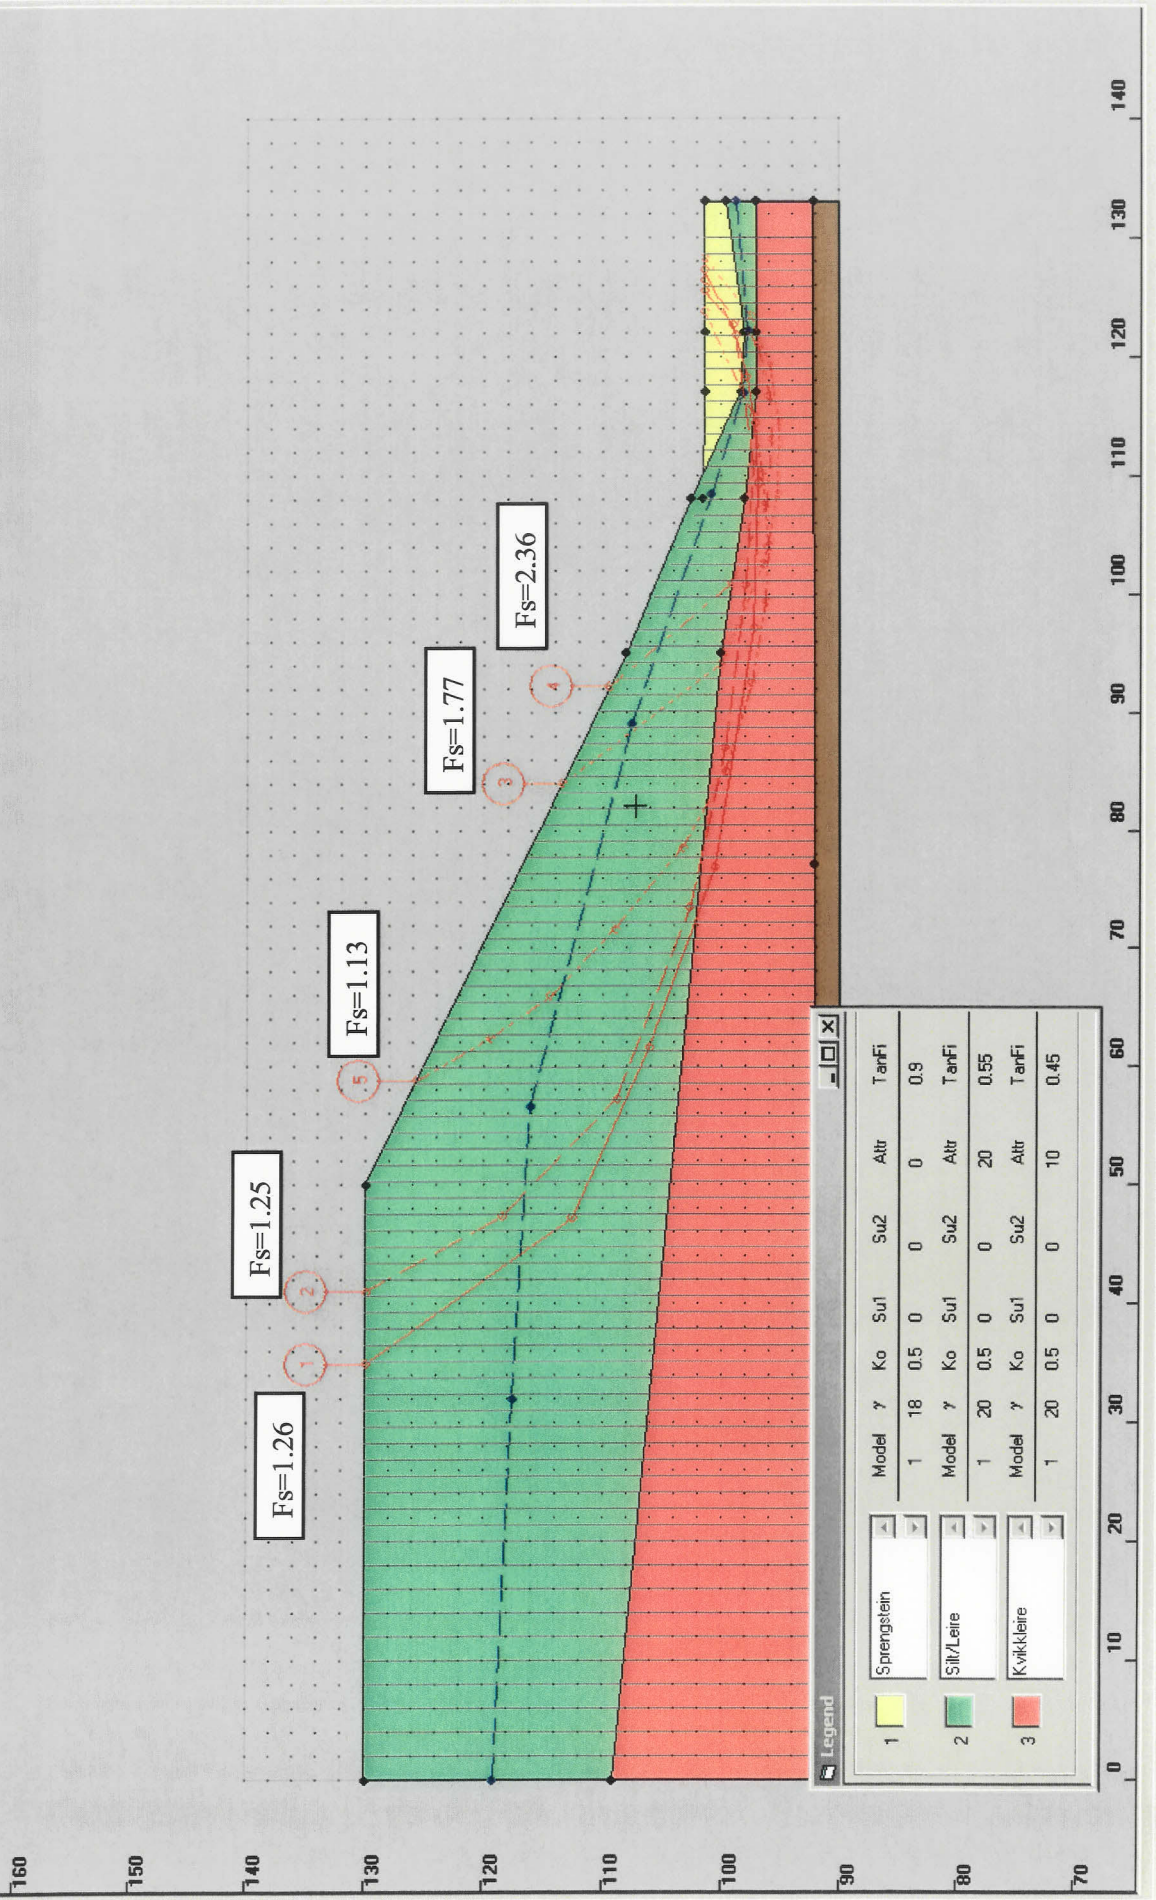 160
150
140
130
120
110
100
90
80
70
Fs=1.26
Fs=1.25
Fs=1.13
Fs=1.77
Fs=2.36
1
2
5
3
4
Legend
Model γ Ko Su1 Su2 Attr TanFi
1 Sprengstein 1 18 0.5 0 0 0 0.9
Model γ Ko Su1 Su2 Attr TanFi
2 Silt/Leire 1 20 0.5 0 0 20 0.55
Model γ Ko Su1 Su2 Attr TanFi
3 Kvikkleire 1 20 0.5 0 0 10 0.45
0 10 20 30 40 50 60 70 80 90 100 110 120 130 140